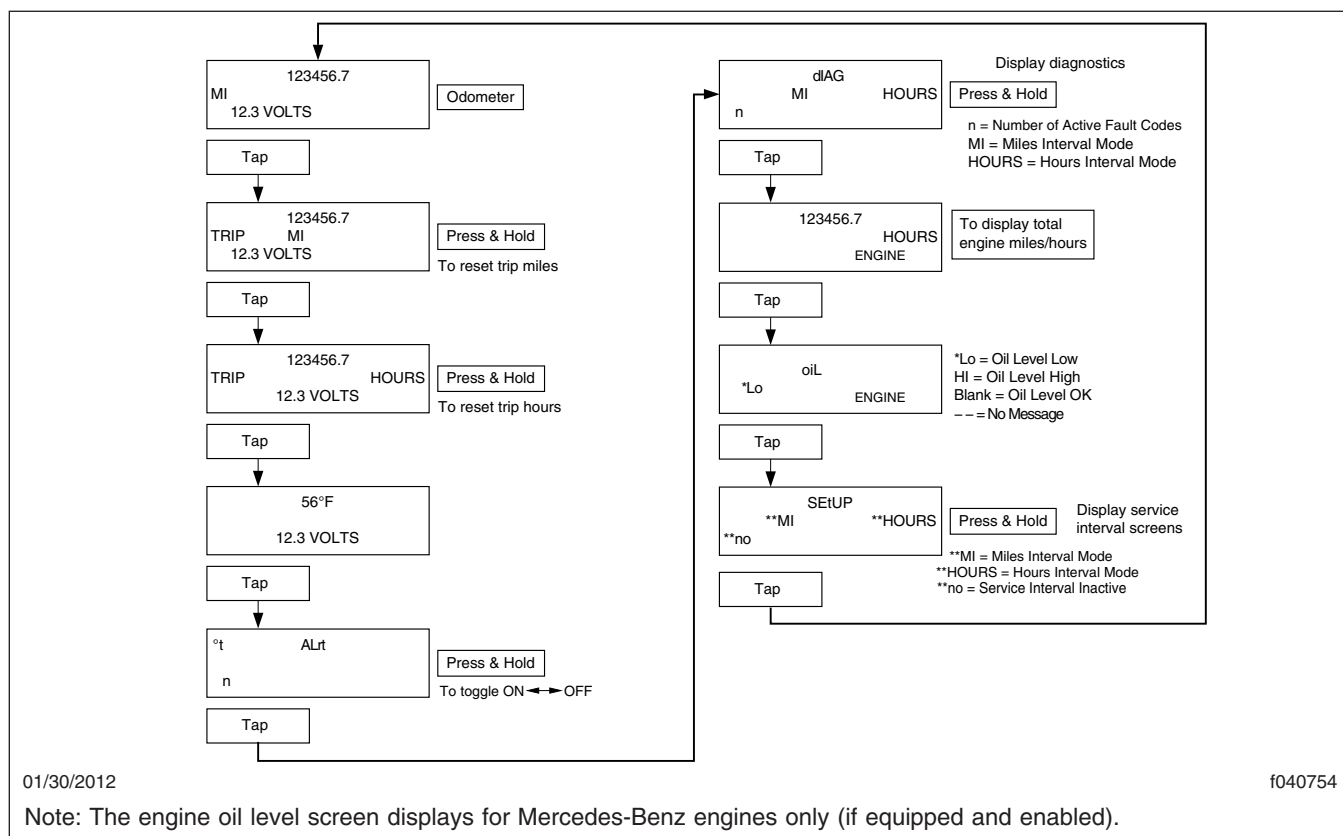 123456.7
MI
12.3 VOLTS
Odometer
Tap
123456.7
TRIP MI
12.3 VOLTS
Press & Hold
To reset trip miles
Tap
123456.7
TRIP HOURS
12.3 VOLTS
Press & Hold
To reset trip hours
Tap
56°F
12.3 VOLTS
Tap
°t ALrt
n
Press & Hold
To toggle ON OFF
Tap
dIAG
MI HOURS
n
Display diagnostics
Press & Hold
n = Number of Active Fault Codes
MI = Miles Interval Mode
HOURS = Hours Interval Mode
Tap
123456.7
HOURS
ENGINE
To display total
engine miles/hours
Tap
oiL
*Lo
ENGINE
*Lo = Oil Level Low
HI = Oil Level High
Blank = Oil Level OK
– – = No Message
Tap
SEtUP
**MI **HOURS
**no
Press & Hold
Display service
interval screens
**MI = Miles Interval Mode
**HOURS = Hours Interval Mode
**no = Service Interval Inactive
Tap
01/30/2012
f040754
Note: The engine oil level screen displays for Mercedes-Benz engines only (if equipped and enabled).